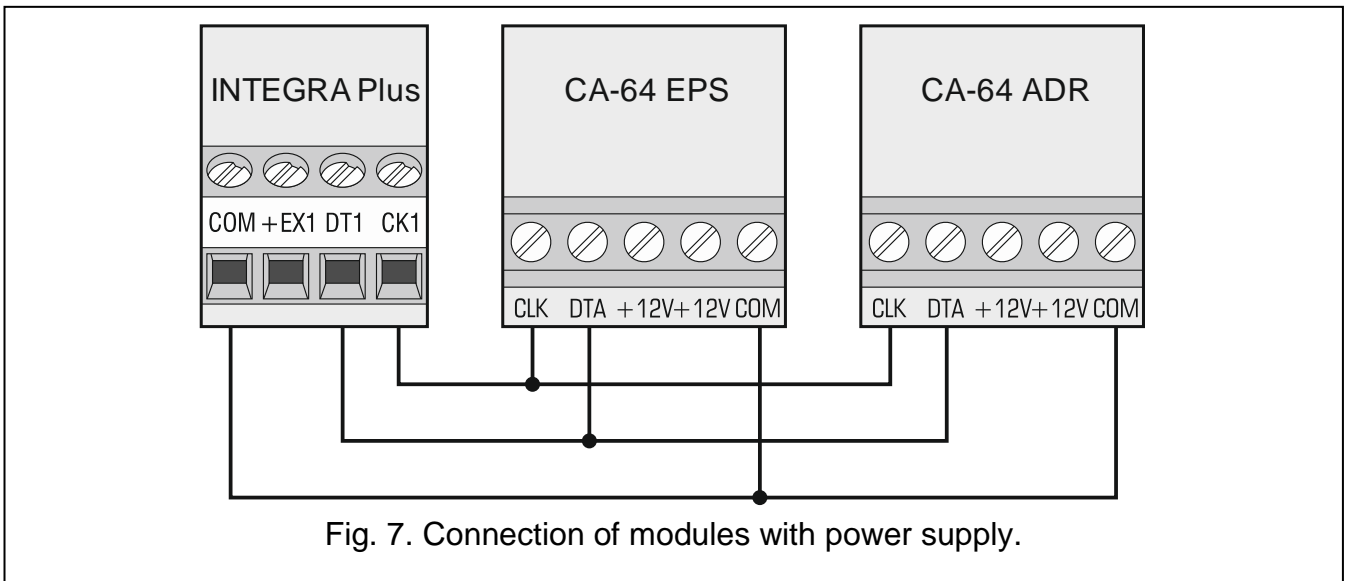 INTEGRA Plus
COM +EX1 DT1 CK1
CA-64 EPS
CLK DTA +12V +12V COM
CA-64 ADR
CLK DTA +12V +12V COM
Fig. 7. Connection of modules with power supply.